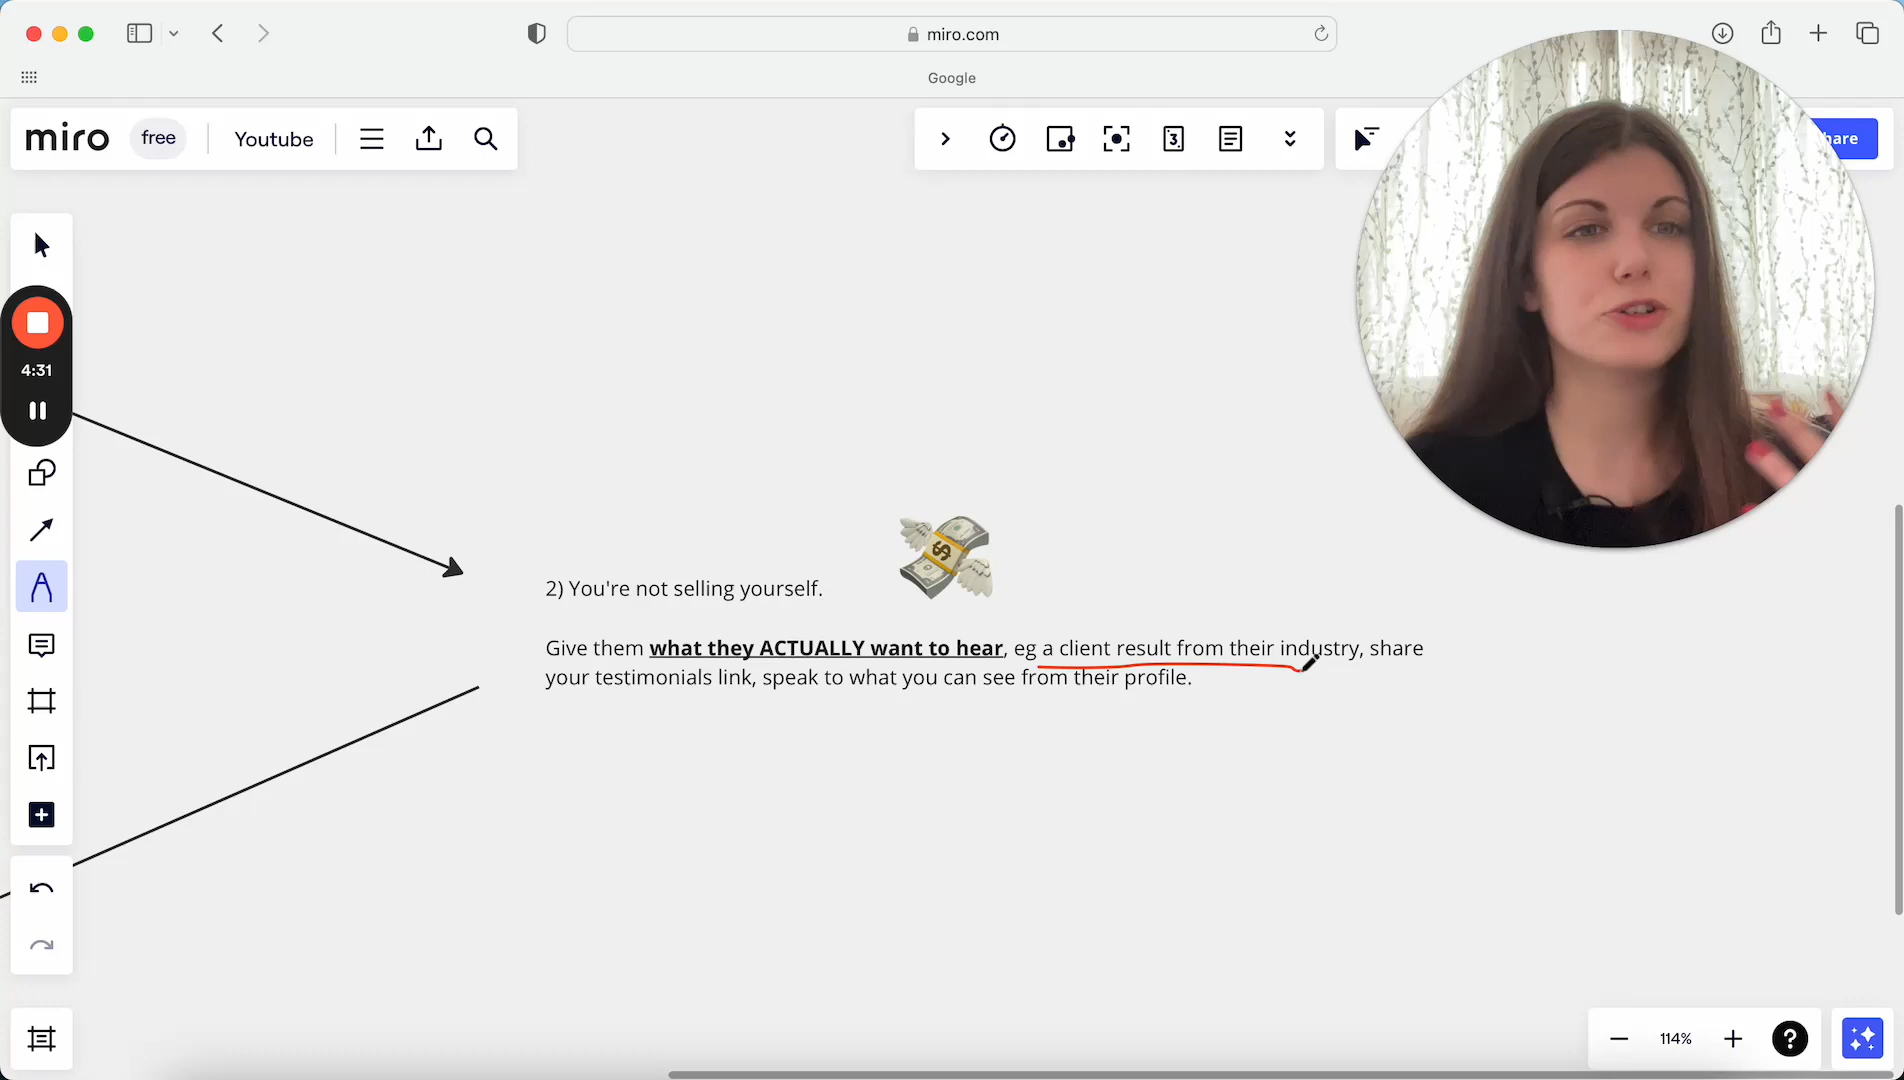 miro.com
Google
miro free Youtube
3
hare
4:31
2) You're not selling yourself.
Give them what they ACTUALLY want to hear, eg a client result from their industry, share
your testimonials link, speak to what you can see from their profile.
114%
?